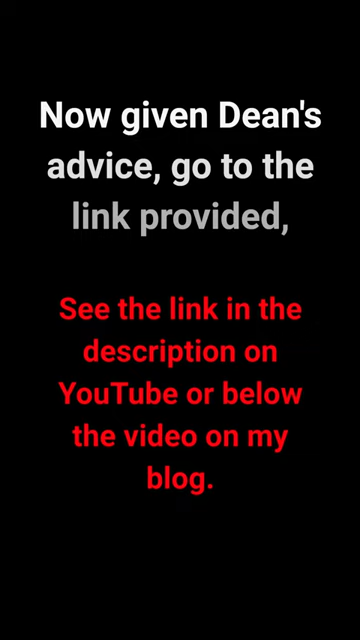 Now given Dean's
advice, go to the
link provided,
See the link in the
description on
YouTube or below
the video on my
blog.